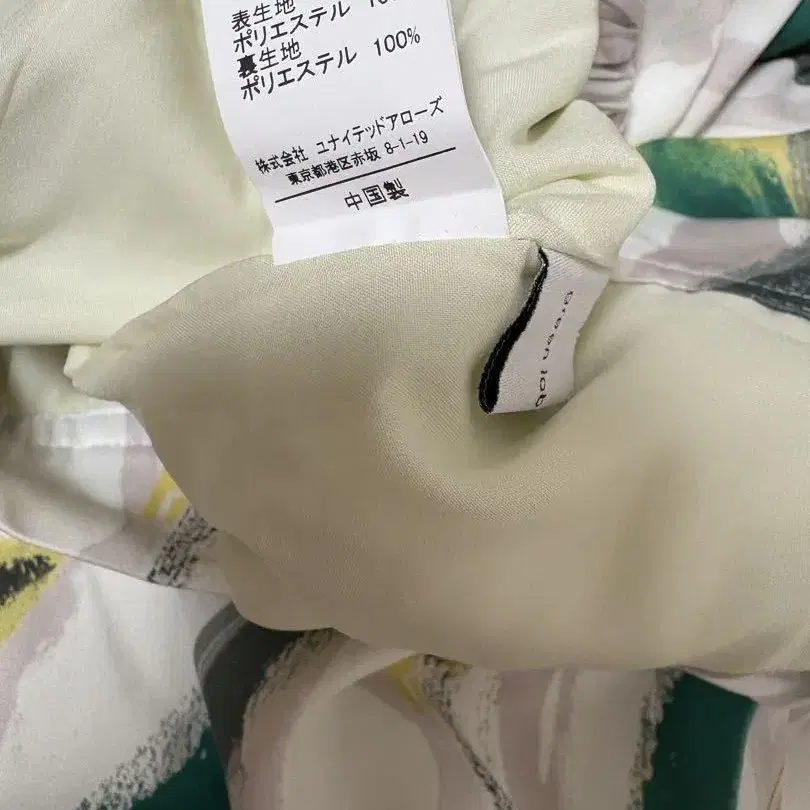 表生地
ポリエステル
裏生地
ポリエステル 100%
株式会社 ユナイテッドアローズ
東京都港区赤坂 8-1-19
中国製
green